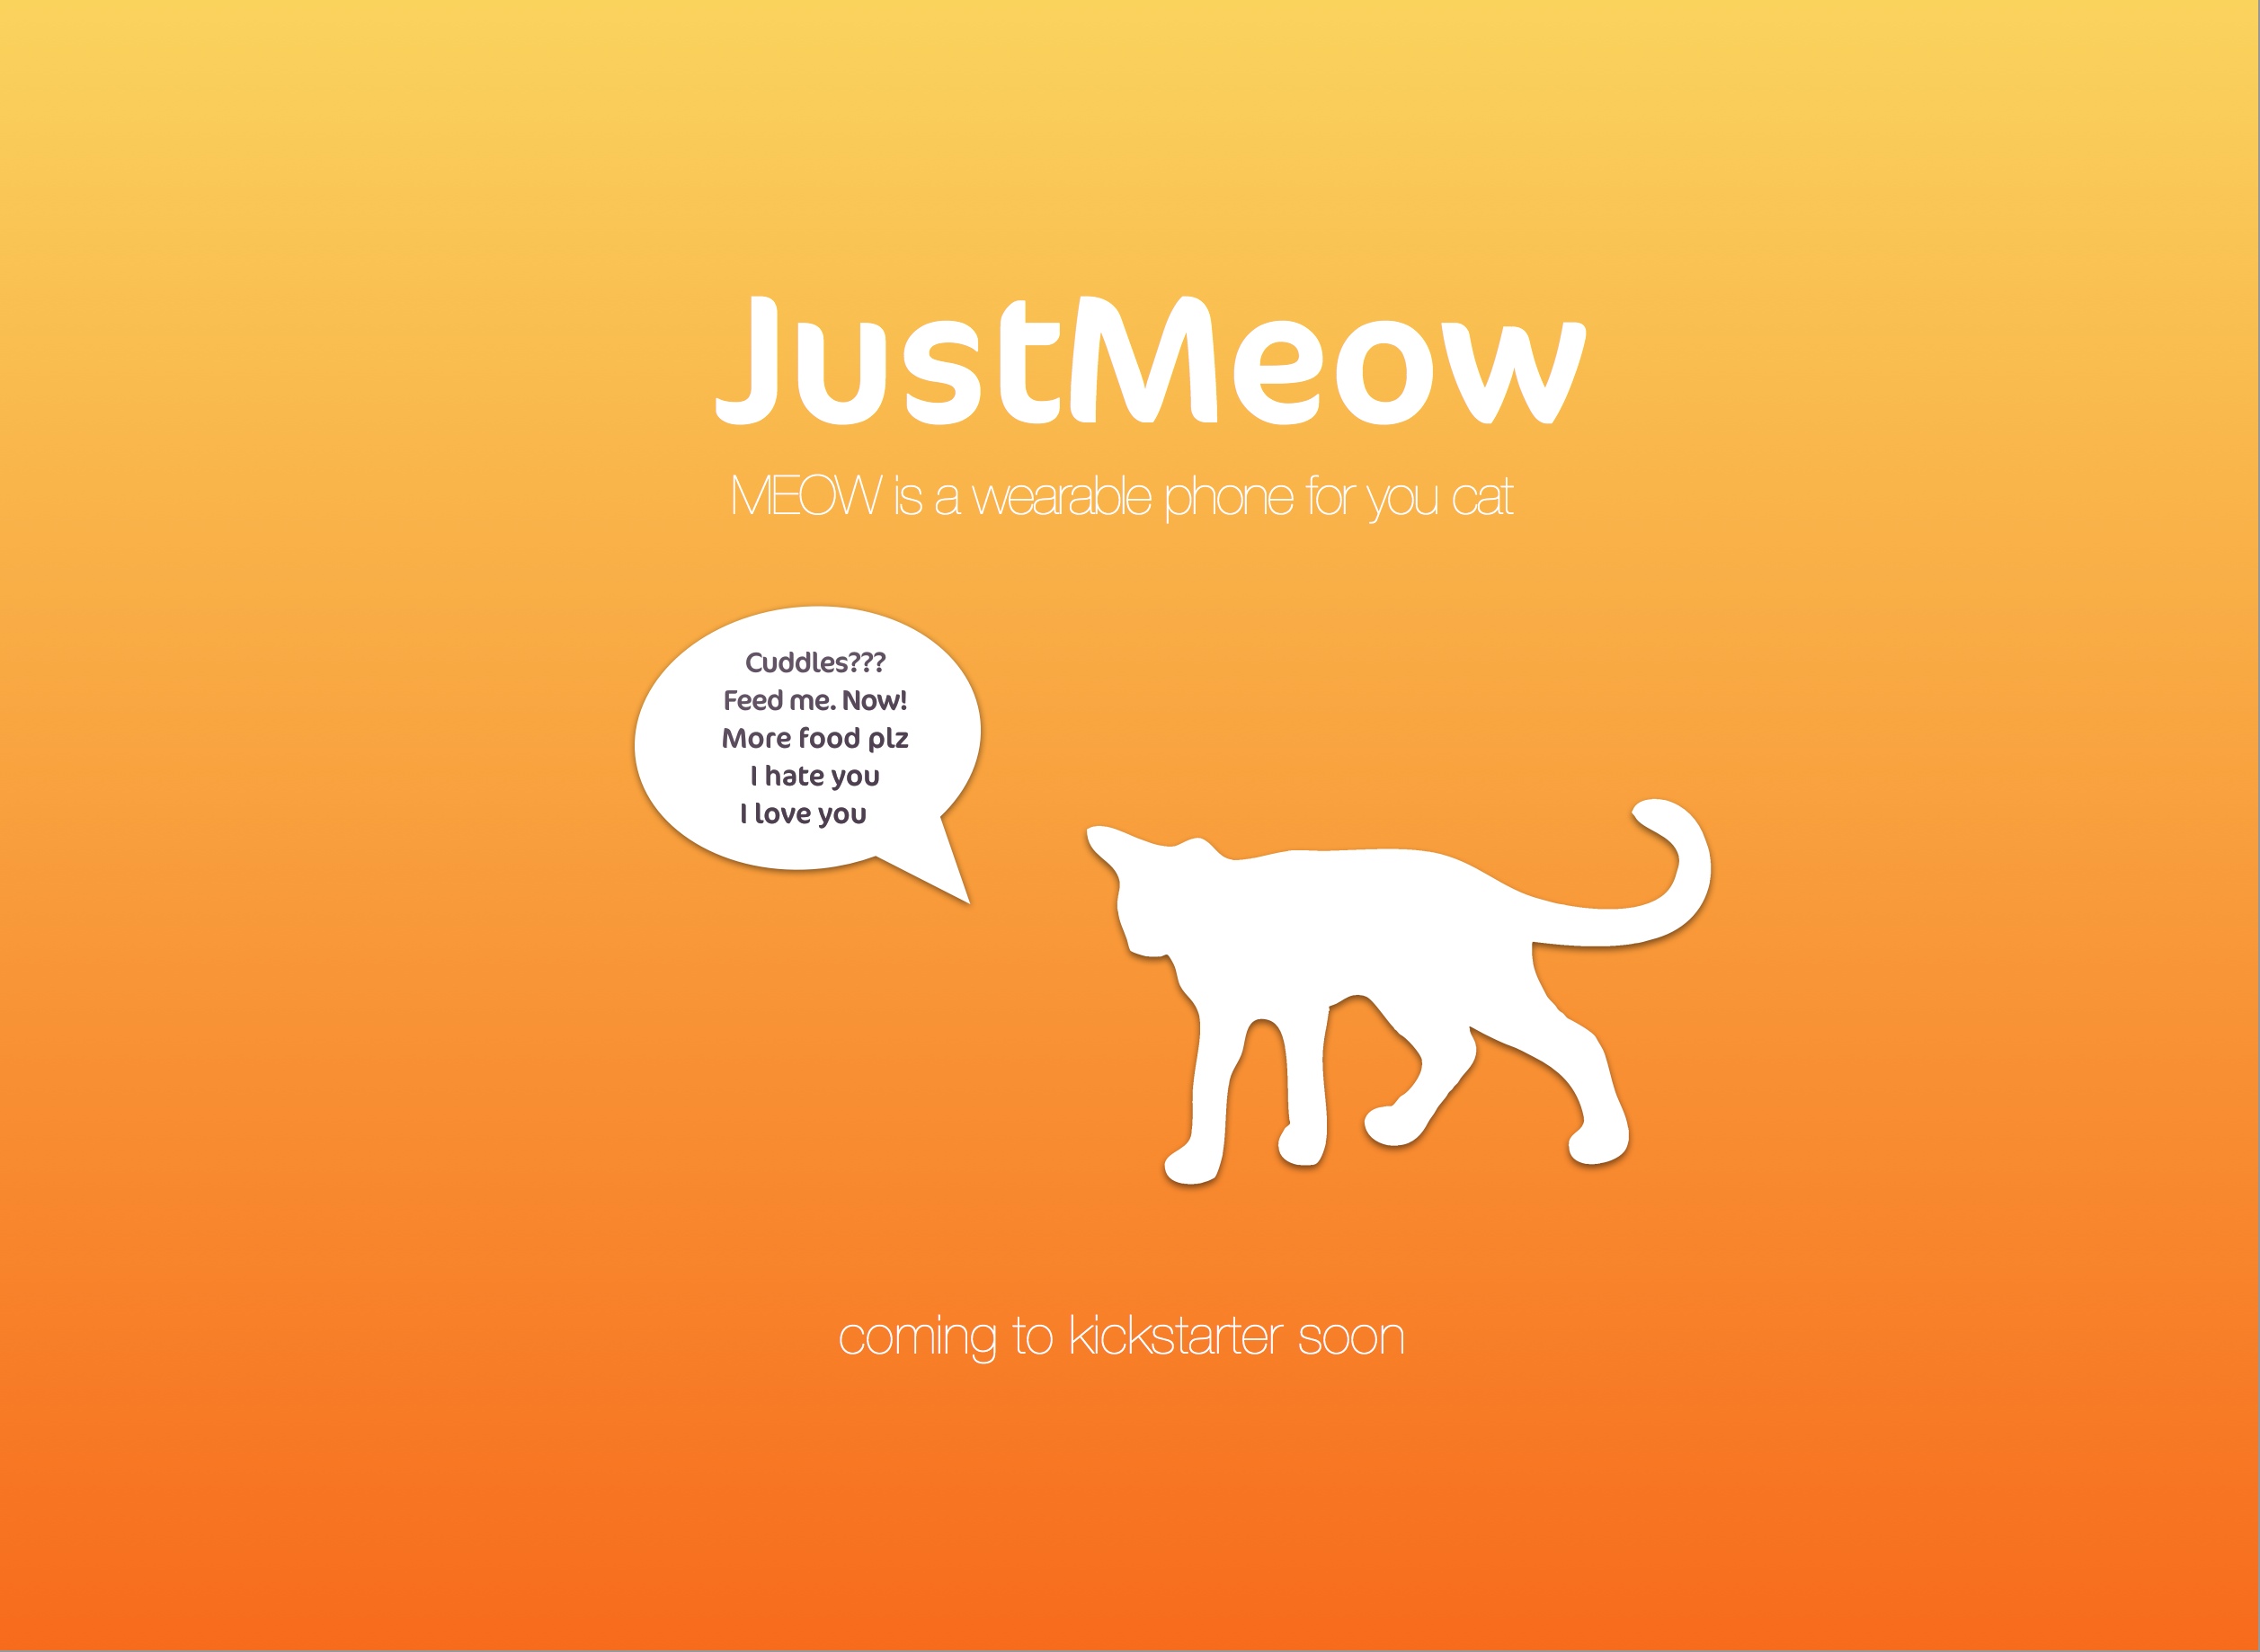 JustMeow
MEOW is a wearable phone for you cat
Cuddles???
Feed me. Now!
More food plz
I hate you
I love you
coming to kickstarter soon